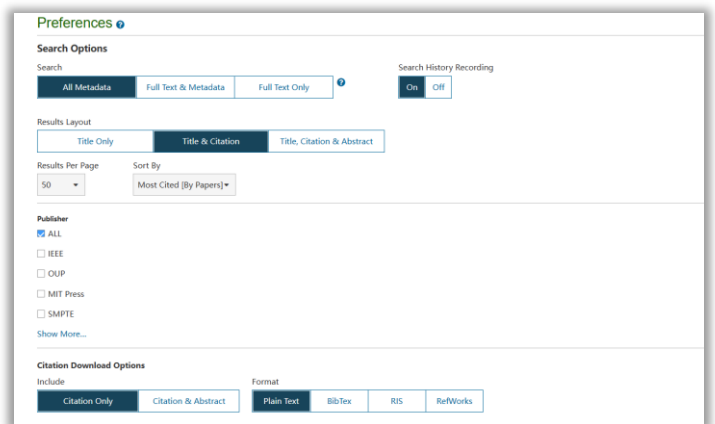 Preferences
Search Options
Search
Search History Recording
All Metadata
Full Text & Metadata
Full Text Only
On
Off
Results Layout
Title Only
Title & Citation
Title, Citation & Abstract
Results Per Page
Sort By
50
Most Cited [By Papers]
Publisher
ALL
IEEE
OUP
MIT Press
SMPTE
Show More...
Citation Download Options
Include
Format
Citation Only
Citation & Abstract
Plain Text
BibTex
RIS
RefWorks